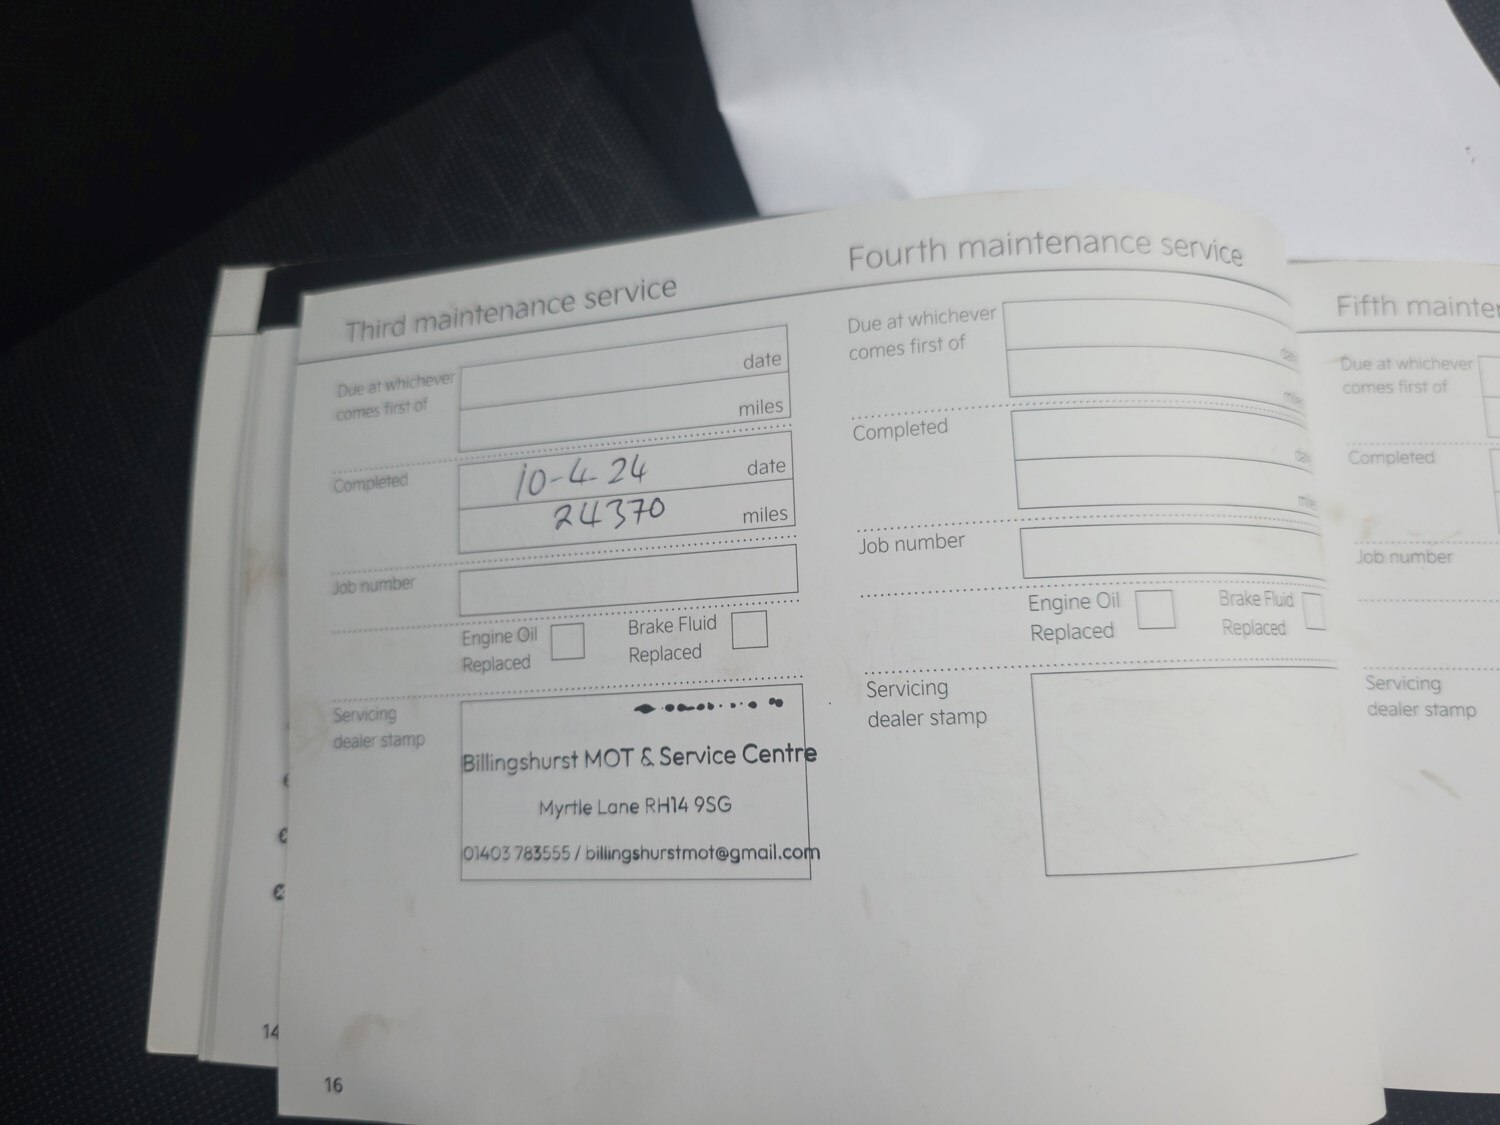 Third maintenance service
Due at whichever
comes first of
date
miles
Completed
10-4-24
date
24370
miles
Job number
Engine Oil
Replaced
Brake Fluid
Replaced
Servicing
dealer stamp
Billingshurst MOT & Service Centre
Myrtle Lane RH14 9SG
01403 783555 / billingshurstmot@gmail.com
16
Fourth maintenance service
Due at whichever
comes first of
Completed
Job number
Engine Oil
Replaced
Brake Fluid
Replaced
Servicing
dealer stamp
Fifth
Due at whichever
comes first of
Completed
Job number
Servicing
dealer stamp
14